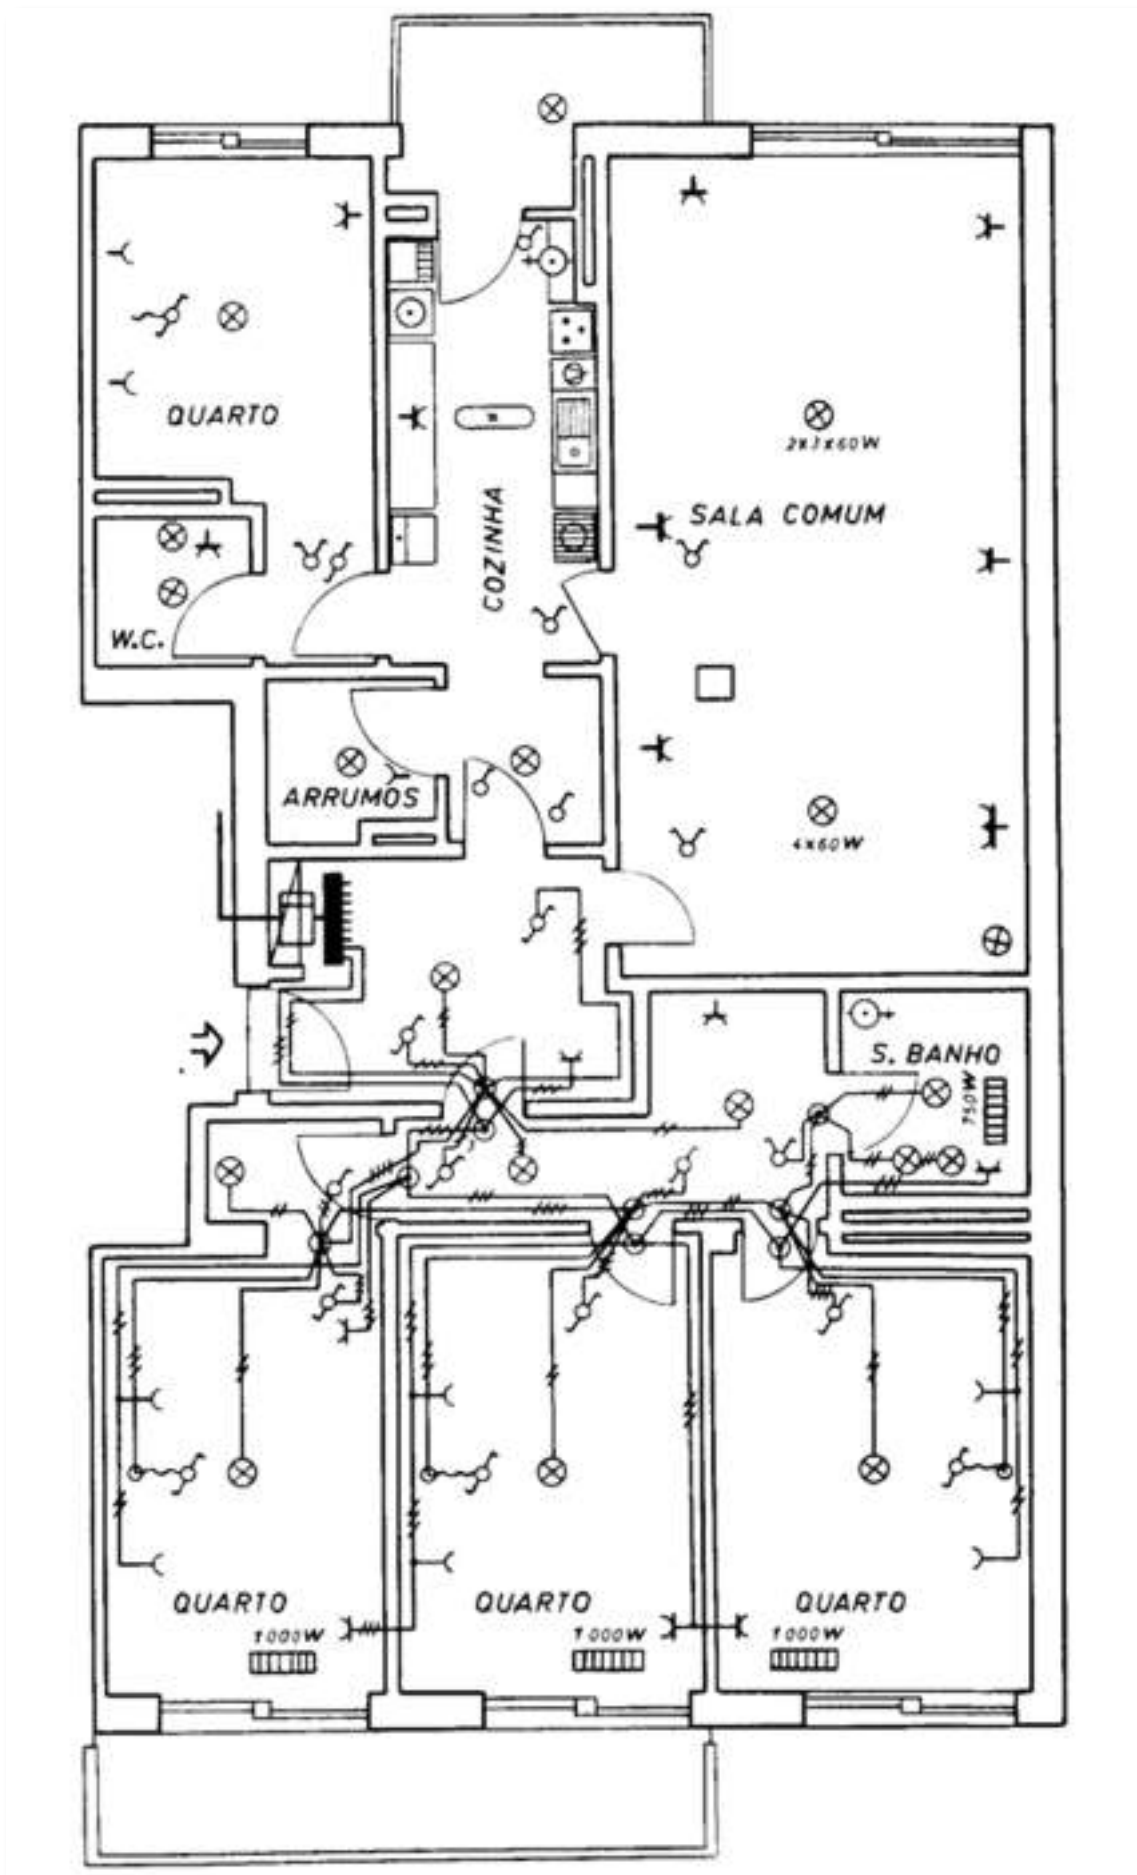 QUARTO
2x3x60W
SALA COMUM
COZINHA
W.C.
ARRUMOS
4x60W
S. BANHO
750W
QUARTO
1000W
QUARTO
1000W
QUARTO
1000W